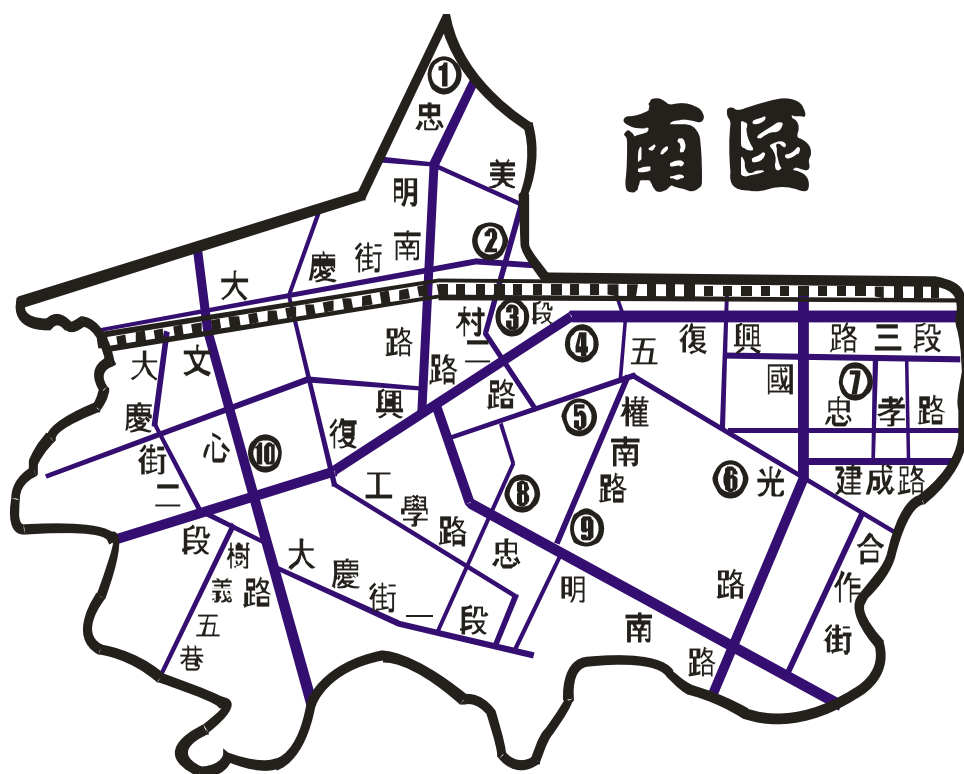 南區
①
忠明南路
美村二路
②
大慶街
③
段
④
復興路三段
五權南路
⑤
國光路
⑥
⑦
忠孝路
建成路
合作街
大慶街二段
文心路
⑩
復興路
工學路
⑧
⑨
忠明南路
大慶街一段
樹義五巷